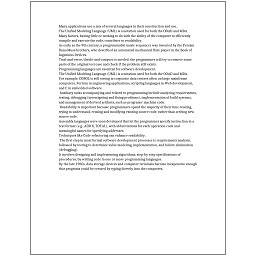 Many applications use a mix of several languages in their construction and use.
The Unified Modeling Language (UML) is a notation used for both the OOAD and MDA.
Many factors, having little or nothing to do with the ability of the computer to efficiently
compile and execute the code, contribute to readability.
As early as the 9th century, a programmable music sequencer was invented by the Persian
Banu Musa brothers, who described an automated mechanical flute player in the Book of
Ingenious Devices.
Trial-and-error/divide-and-conquer is needed: the programmer will try to remove some
parts of the original test case and check if the problem still exists.
Programming languages are essential for software development.
The Unified Modeling Language (UML) is a notation used for both the OOAD and MDA.
For example, COBOL is still strong in corporate data centers often on large mainframe
computers, Fortran in engineering applications, scripting languages in Web development,
and C in embedded software.
Auxiliary tasks accompanying and related to programming include analyzing requirements,
testing, debugging (investigating and fixing problems), implementation of build systems,
and management of derived artifacts, such as programs' machine code.
Readability is important because programmers spend the majority of their time reading,
trying to understand, reusing and modifying existing source code, rather than writing new
source code.
Assembly languages were soon developed that let the programmer specify instruction in a
text format (e.g., ADD X, TOTAL), with abbreviations for each operation code and
meaningful names for specifying addresses.
Techniques like Code refactoring can enhance readability.
The first step in most formal software development processes is requirements analysis,
followed by testing to determine value modeling, implementation, and failure elimination
(debugging).
It involves designing and implementing algorithms, step-by-step specifications of
procedures, by writing code in one or more programming languages.
By the late 1960s, data storage devices and computer terminals became inexpensive enough
that programs could be created by typing directly into the computers.